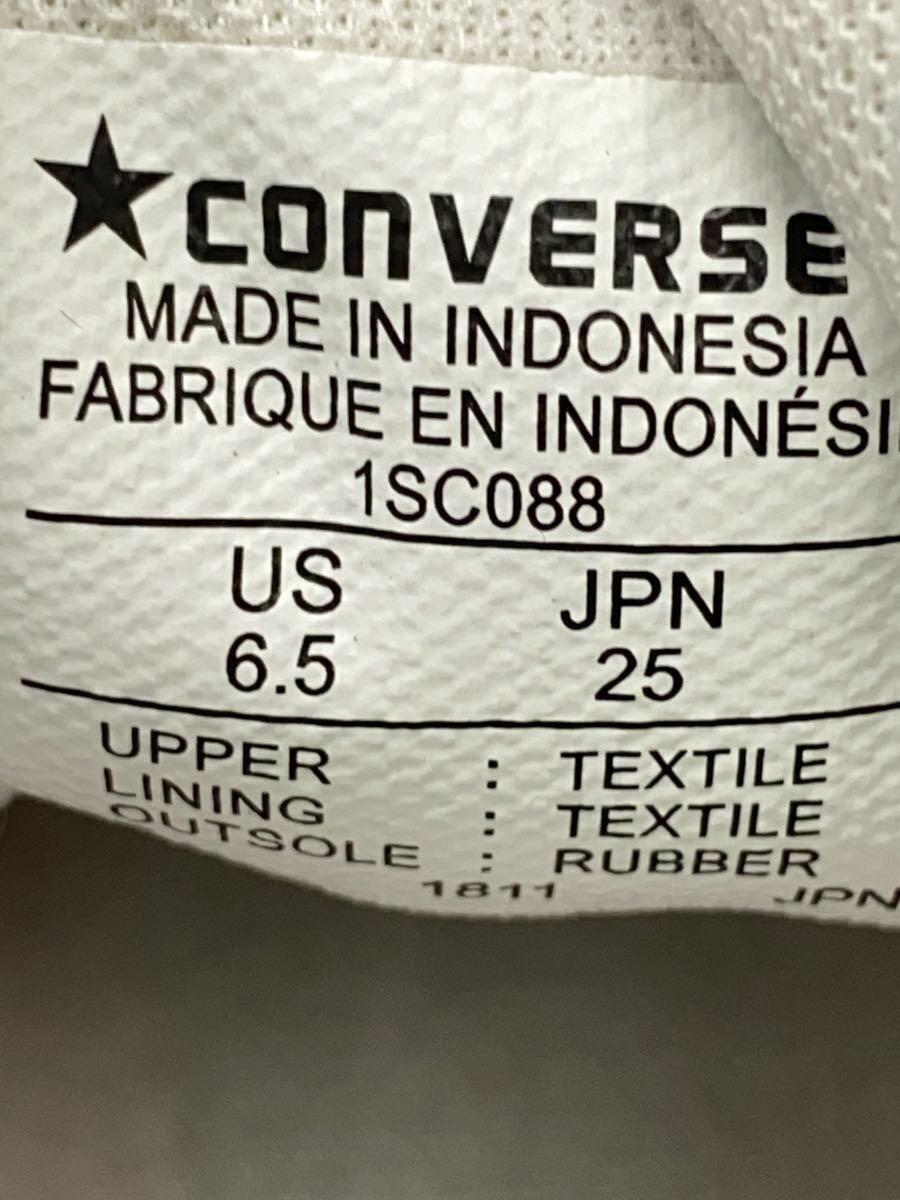 ★CONVERSE
MADE IN INDONESIA
FABRIQUE EN INDONÉSI
1SC088
US JPN
6.5 25
UPPER : TEXTILE
LINING : TEXTILE
OUTSOLE : RUBBER
1811 JPN